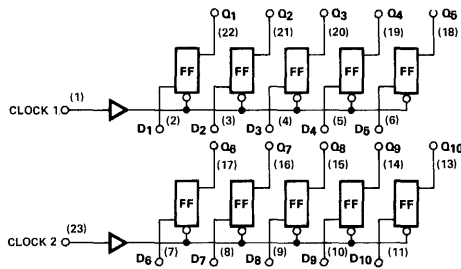 Q1 Q2 Q3 Q4 Q5
(22) (21) (20) (19) (18)
FF FF FF FF FF
CLOCK 1 (1)
D1 (2) D2 (3) D3 (4) D4 (5) D5 (6)
Q6 Q7 Q8 Q9 Q10
(17) (16) (15) (14) (13)
FF FF FF FF FF
CLOCK 2 (23)
D6 (7) D7 (8) D8 (9) D9 (10) D10 (11)